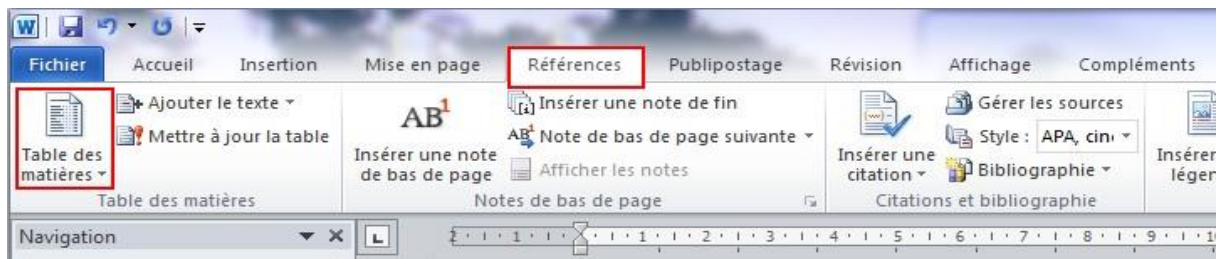 W
Fichier Accueil Insertion Mise en page Références Publipostage Révision Affichage Compléments
Table des matières
Ajouter le texte
Mettre à jour la table
Table des matières
AB1
Insérer une note de bas de page
Insérer une note de fin
AB1 Note de bas de page suivante
Afficher les notes
Notes de bas de page
Insérer une citation
Gérer les sources
Style : APA, cin
Bibliographie
Citations et bibliographie
Insérer
légen
Navigation
L
2 1 1 2 3 4 5 6 7 8 9 1